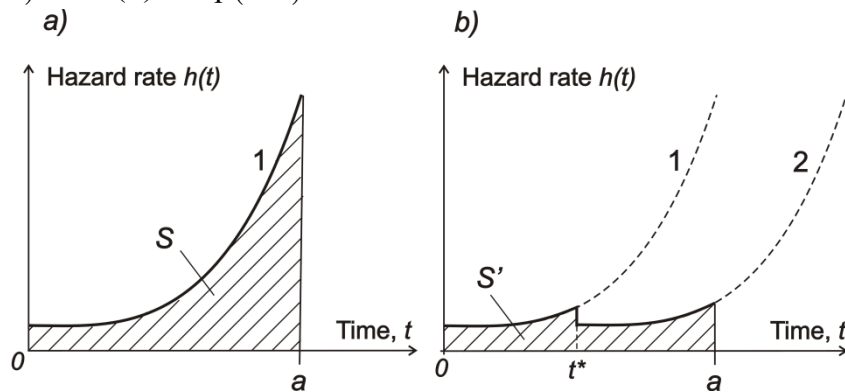 a)
Hazard rate h(t)
1
S
Time, t
0
a
b)
Hazard rate h(t)
1
2
S'
Time, t
0
t*
a